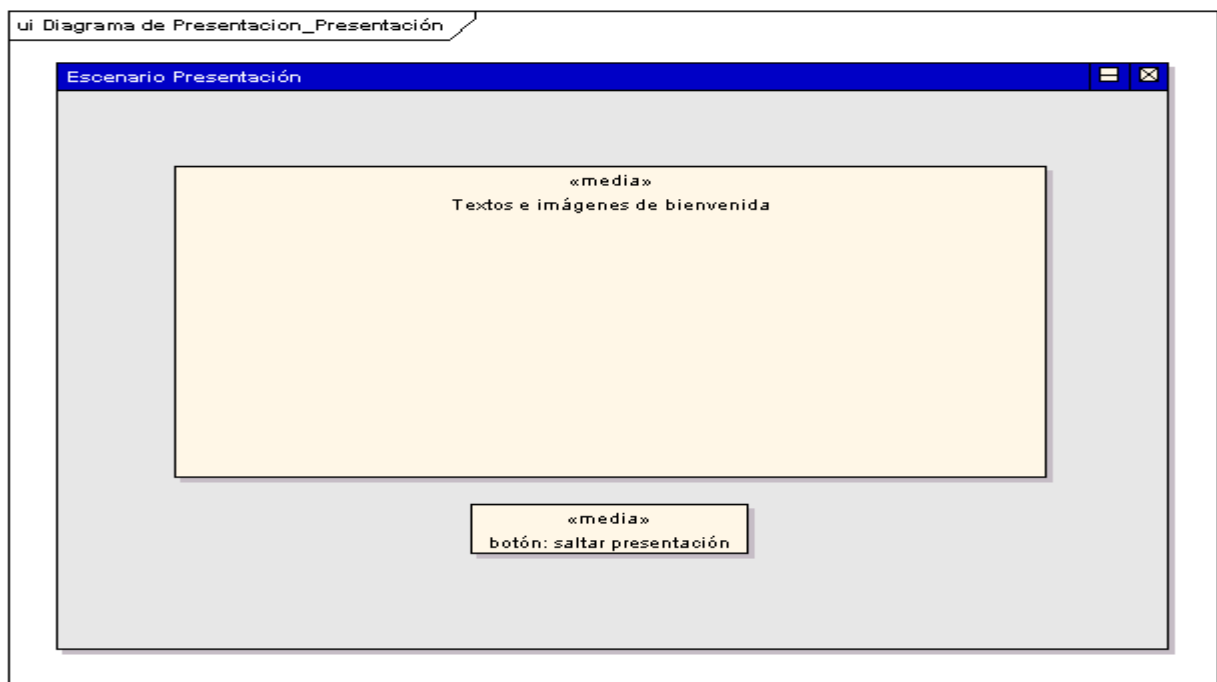 ui Diagrama de Presentacion_Presentación
Escenario Presentación
«media»
Textos e imágenes de bienvenida
«media»
botón: saltar presentación